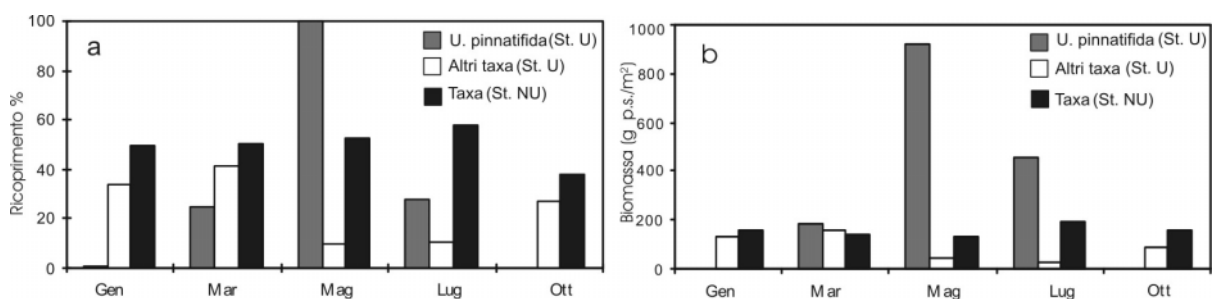 a
Ricoprimento %
100
80
60
40
20
0
U. pinnatifida (St. U)
Altri taxa (St. U)
Taxa (St. NU)
Gen Mar Mag Lug Ott
b
Biomassa (g p.s./m²)
1000
800
600
400
200
0
U. pinnatifida (St. U)
Altri taxa (St. U)
Taxa (St. NU)
Gen Mar Mag Lug Ott